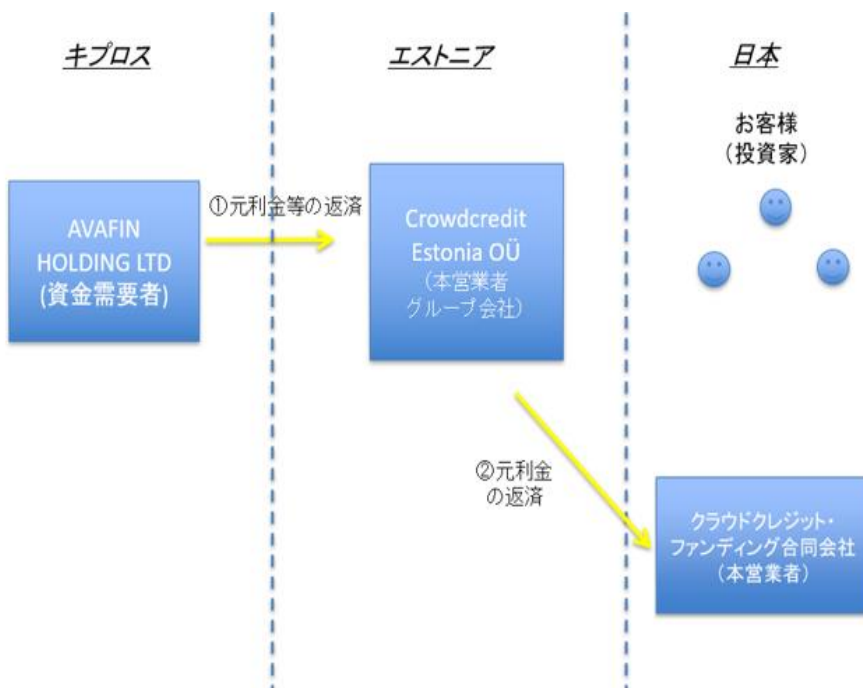 キプロス
エストニア
日本
お客様
（投資家）
①元利金等の返済
AVAFIN
HOLDING LTD
(資金需要者)
Crowdcredit
Estonia OÜ
（本営業者
グループ会社）
②元利金
の返済
クラウドクレジット・
ファンディング合同会社
（本営業者）